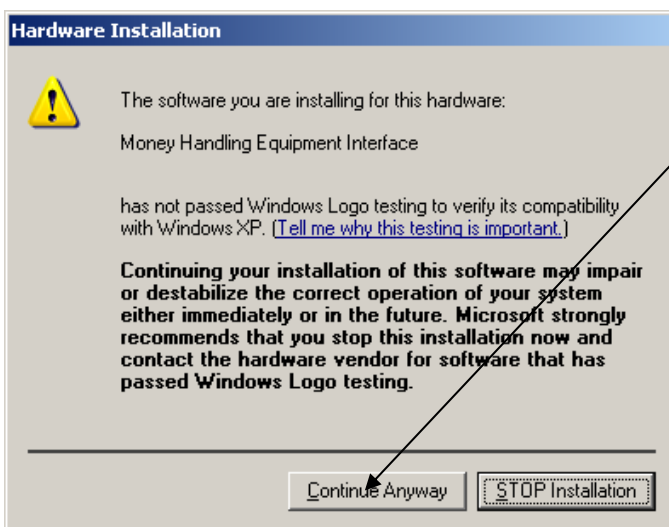 Hardware Installation
The software you are installing for this hardware:
Money Handling Equipment Interface
has not passed Windows Logo testing to verify its compatibility
with Windows XP. (Tell me why this testing is important.)
Continuing your installation of this software may impair
or destabilize the correct operation of your system
either immediately or in the future. Microsoft strongly
recommends that you stop this installation now and
contact the hardware vendor for software that has
passed Windows Logo testing.
Continue Anyway STOP Installation